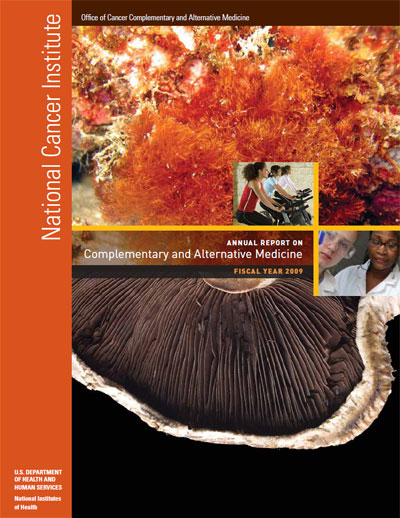 Office of Cancer Complementary and Alternative Medicine
National Cancer Institute
ANNUAL REPORT ON
Complementary and Alternative Medicine
FISCAL YEAR 2009
U.S. DEPARTMENT
OF HEALTH AND
HUMAN SERVICES
National Institutes
of Health